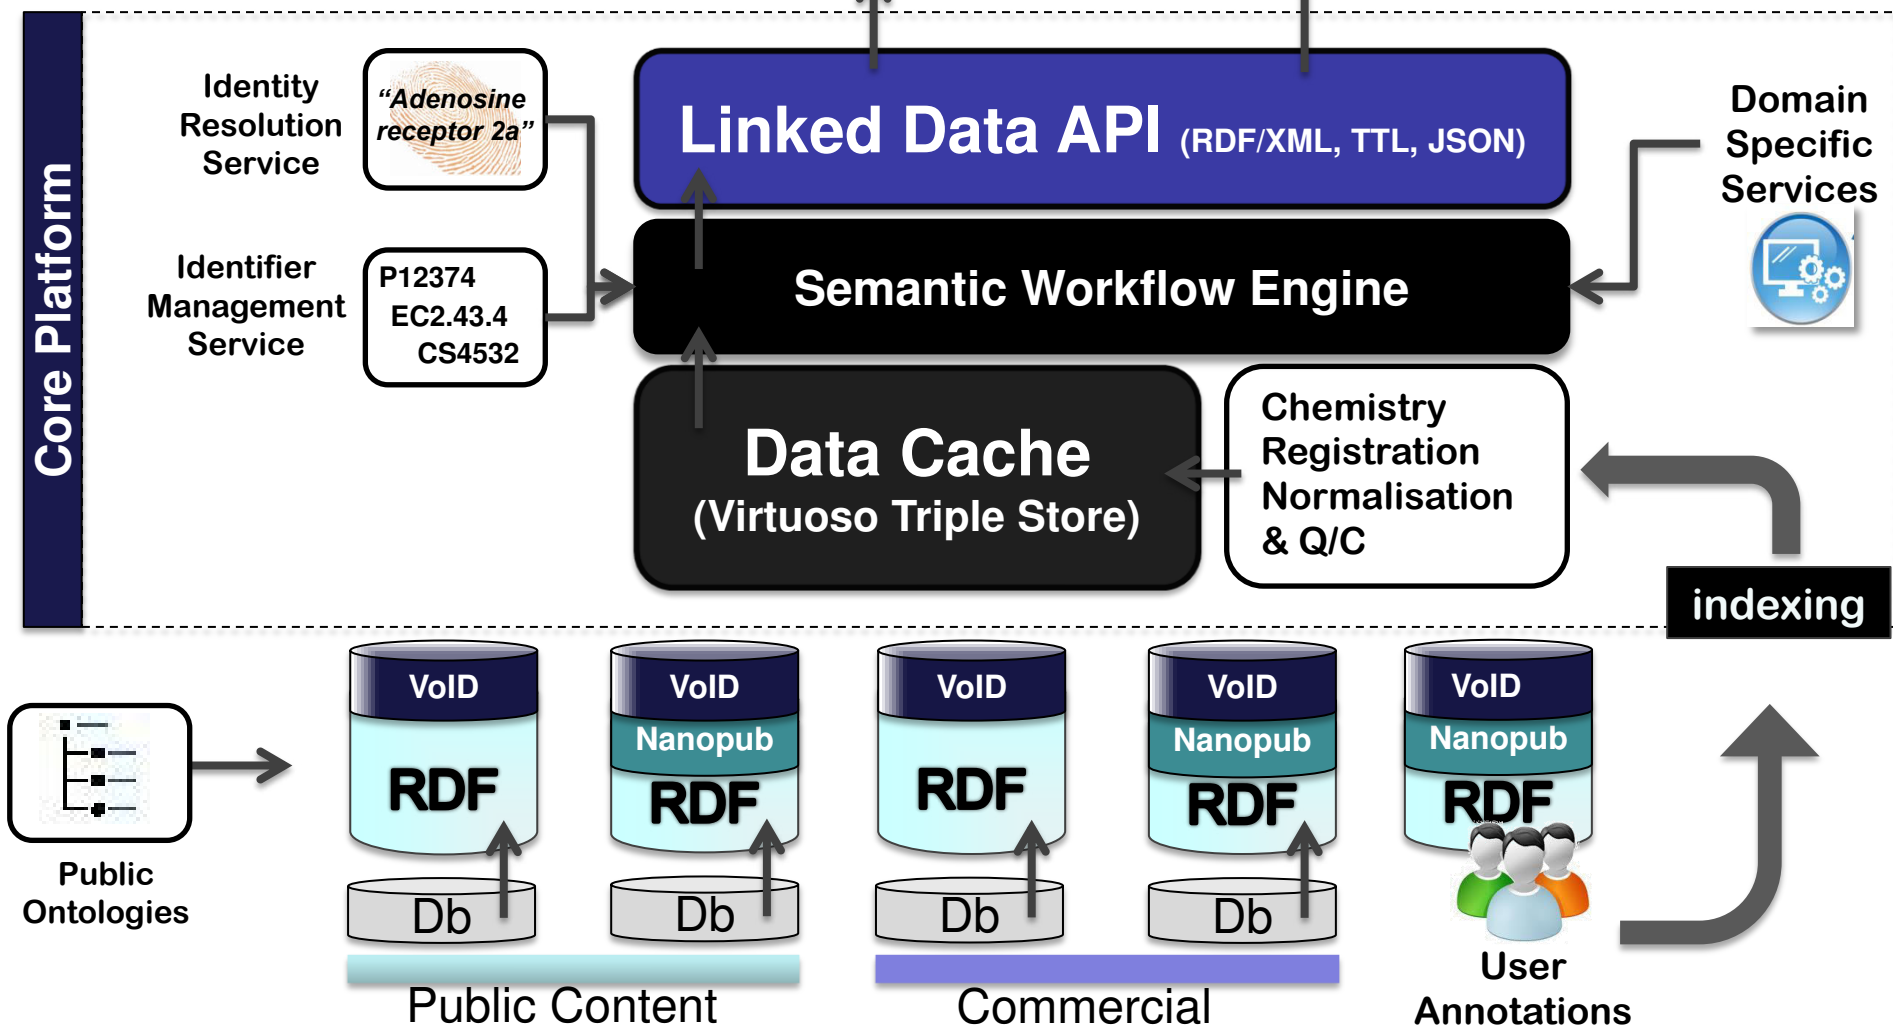 Core Platform
Identity
Resolution
Service
“Adenosine
receptor 2a”
Linked Data API (RDF/XML, TTL, JSON)
Domain
Specific
Services
Identifier
Management
Service
P12374
EC2.43.4
CS4532
Semantic Workflow Engine
Data Cache
(Virtuoso Triple Store)
Chemistry
Registration
Normalisation
& Q/C
indexing
VoID
RDF
Db
VoID
Nanopub
RDF
Db
VoID
RDF
Db
VoID
Nanopub
RDF
Db
VoID
Nanopub
RDF
Public
Ontologies
Public Content
Commercial
User
Annotations